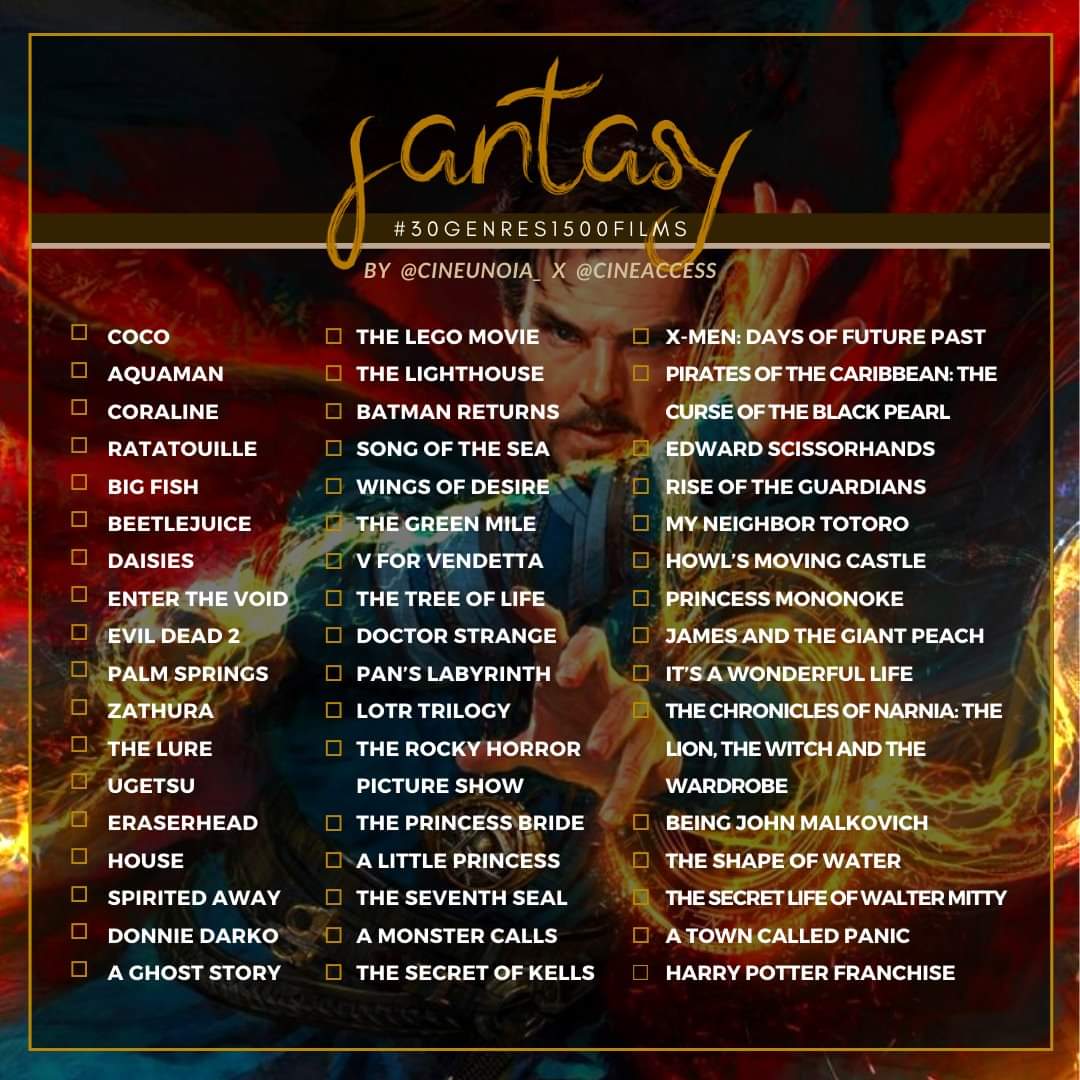 fantasy
#30GENRES1500FILMS
BY @CINEUNOIA_ X @CINEACCESS
COCO
AQUAMAN
CORALINE
RATATOUILLE
BIG FISH
BEETLEJUICE
DAISIES
ENTER THE VOID
EVIL DEAD 2
PALM SPRINGS
ZATHURA
THE LURE
UGETSU
ERASERHEAD
HOUSE
SPIRITED AWAY
DONNIE DARKO
A GHOST STORY
THE LEGO MOVIE
THE LIGHTHOUSE
BATMAN RETURNS
SONG OF THE SEA
WINGS OF DESIRE
THE GREEN MILE
V FOR VENDETTA
THE TREE OF LIFE
DOCTOR STRANGE
PAN'S LABYRINTH
LOTR TRILOGY
THE ROCKY HORROR
PICTURE SHOW
THE PRINCESS BRIDE
A LITTLE PRINCESS
THE SEVENTH SEAL
A MONSTER CALLS
THE SECRET OF KELLS
X-MEN: DAYS OF FUTURE PAST
PIRATES OF THE CARIBBEAN: THE
CURSE OF THE BLACK PEARL
EDWARD SCISSORHANDS
RISE OF THE GUARDIANS
MY NEIGHBOR TOTORO
HOWL'S MOVING CASTLE
PRINCESS MONONOKE
JAMES AND THE GIANT PEACH
IT'S A WONDERFUL LIFE
THE CHRONICLES OF NARNIA: THE
LION, THE WITCH AND THE
WARDROBE
BEING JOHN MALKOVICH
THE SHAPE OF WATER
THE SECRET LIFE OF WALTER MITTY
A TOWN CALLED PANIC
HARRY POTTER FRANCHISE